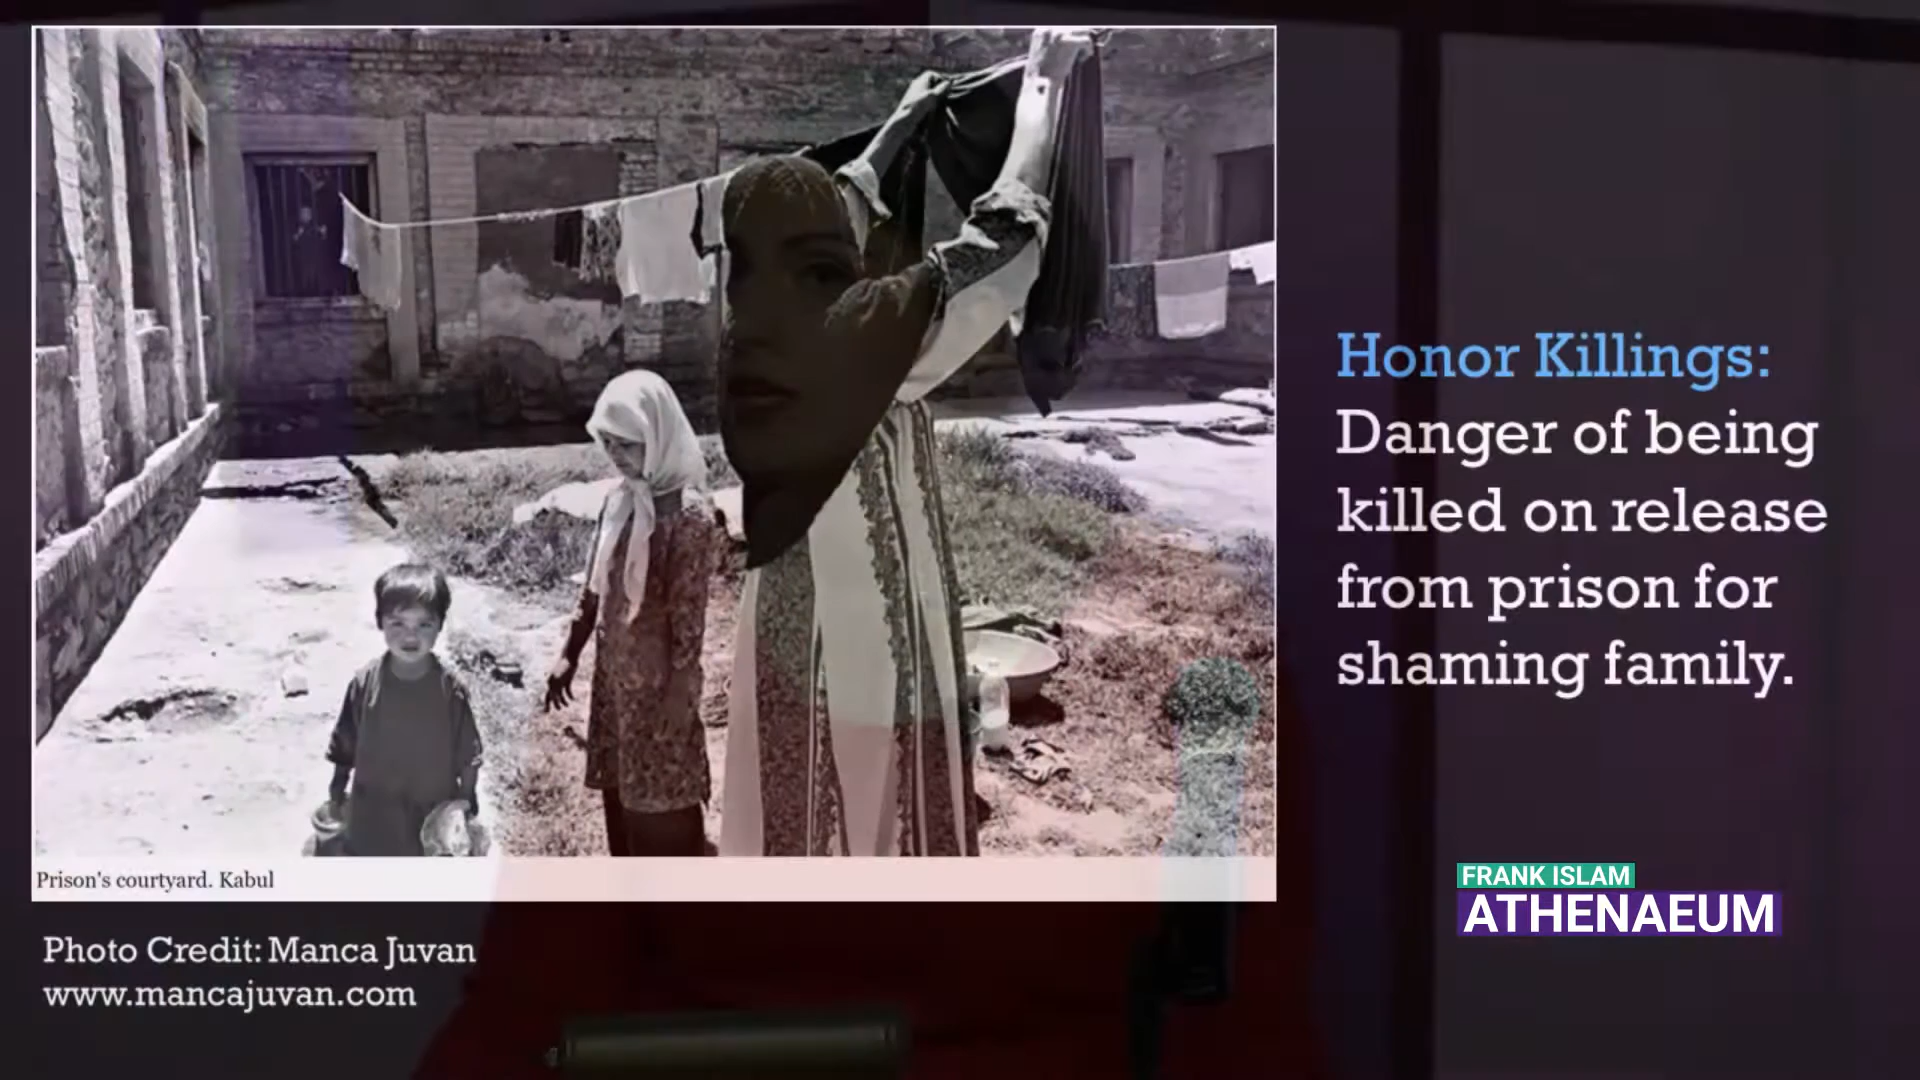 Honor Killings:
Danger of being
killed on release
from prison for
shaming family.
Prison's courtyard. Kabul
Photo Credit: Manca Juvan
www.mancajuvan.com
FRANK ISLAM
ATHENAEUM